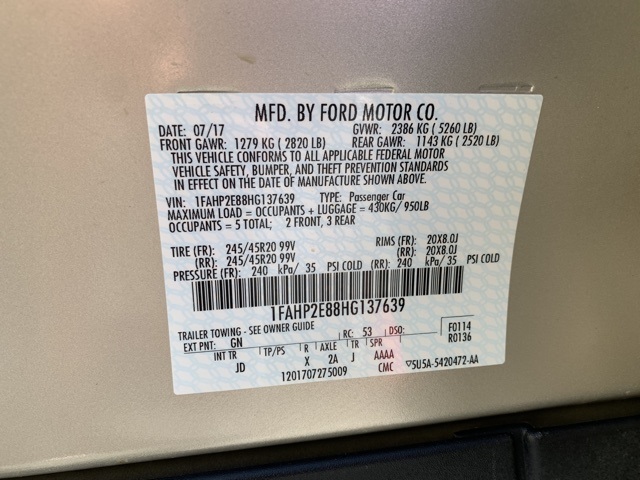 MFD. BY FORD MOTOR CO.
DATE: 07/17 GVWR: 2386 KG ( 5260 LB)
FRONT GAWR: 1279 KG ( 2820 LB) REAR GAWR: 1143 KG ( 2520 LB)
THIS VEHICLE CONFORMS TO ALL APPLICABLE FEDERAL MOTOR
VEHICLE SAFETY, BUMPER, AND THEFT PREVENTION STANDARDS
IN EFFECT ON THE DATE OF MANUFACTURE SHOWN ABOVE.
VIN: 1FAHP2E88HG137639 TYPE: Passenger Car
MAXIMUM LOAD = OCCUPANTS + LUGGAGE = 430KG/ 950LB
OCCUPANTS = 5 TOTAL; 2 FRONT, 3 REAR
TIRE (FR): 245/45R20 99V RIMS (FR): 20X8.0J
(RR): 245/45R20 99V (RR): 20X8.0J
PRESSURE (FR): 240 kPa/ 35 PSI COLD (RR): 240 kPa/ 35 PSI COLD
1FAHP2E88HG137639
TRAILER TOWING - SEE OWNER GUIDE
EXT PNT: GN RC: 53 DSO: F0114
INT TR TP/PS R AXLE TR SPR R0136
JD X 2A J AAAA
1201707275009 CMC ▽5U5A-5420472-AA